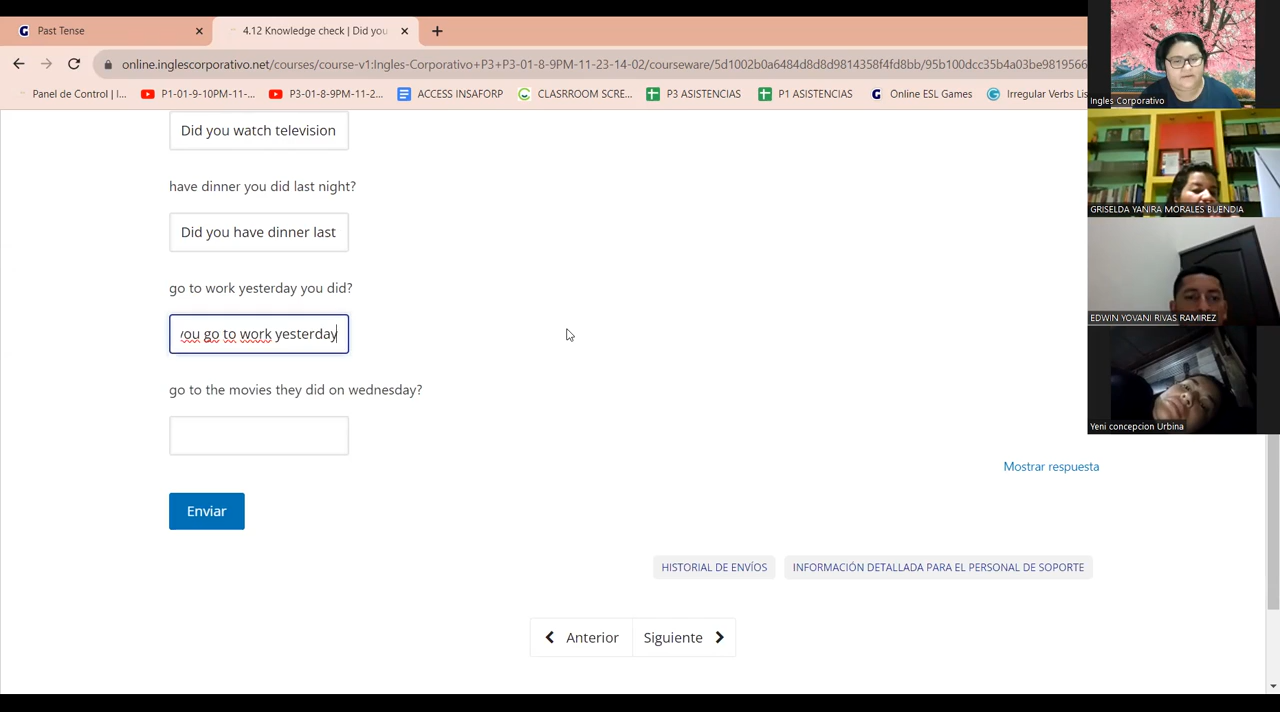 Past Tense
4.12 Knowledge check | Did you
online.inglescorporativo.net/courses/course-v1:Ingles-Corporativo+P3+P3-01-8-9PM-11-23-14-02/courseware/5d1002b0a6484d8d8d9814358f4fd8bb/95b100dcc35b4a03be9819566
Panel de Control | I...
P1-01-9-10PM-11-...
P3-01-8-9PM-11-2...
ACCESS INSAFORP
CLASRROOM SCRE...
P3 ASISTENCIAS
P1 ASISTENCIAS
Online ESL Games
Irregular Verbs Lis
Ingles Corporativo
Did you watch television
have dinner you did last night?
GRISELDA YANIRA MORALES BUENDIA
Did you have dinner last
go to work yesterday you did?
EDWIN YOVANI RIVAS RAMIREZ
you go to work yesterday
go to the movies they did on wednesday?
Yeni concepcion Urbina
Mostrar respuesta
Enviar
HISTORIAL DE ENVÍOS
INFORMACIÓN DETALLADA PARA EL PERSONAL DE SOPORTE
Anterior
Siguiente